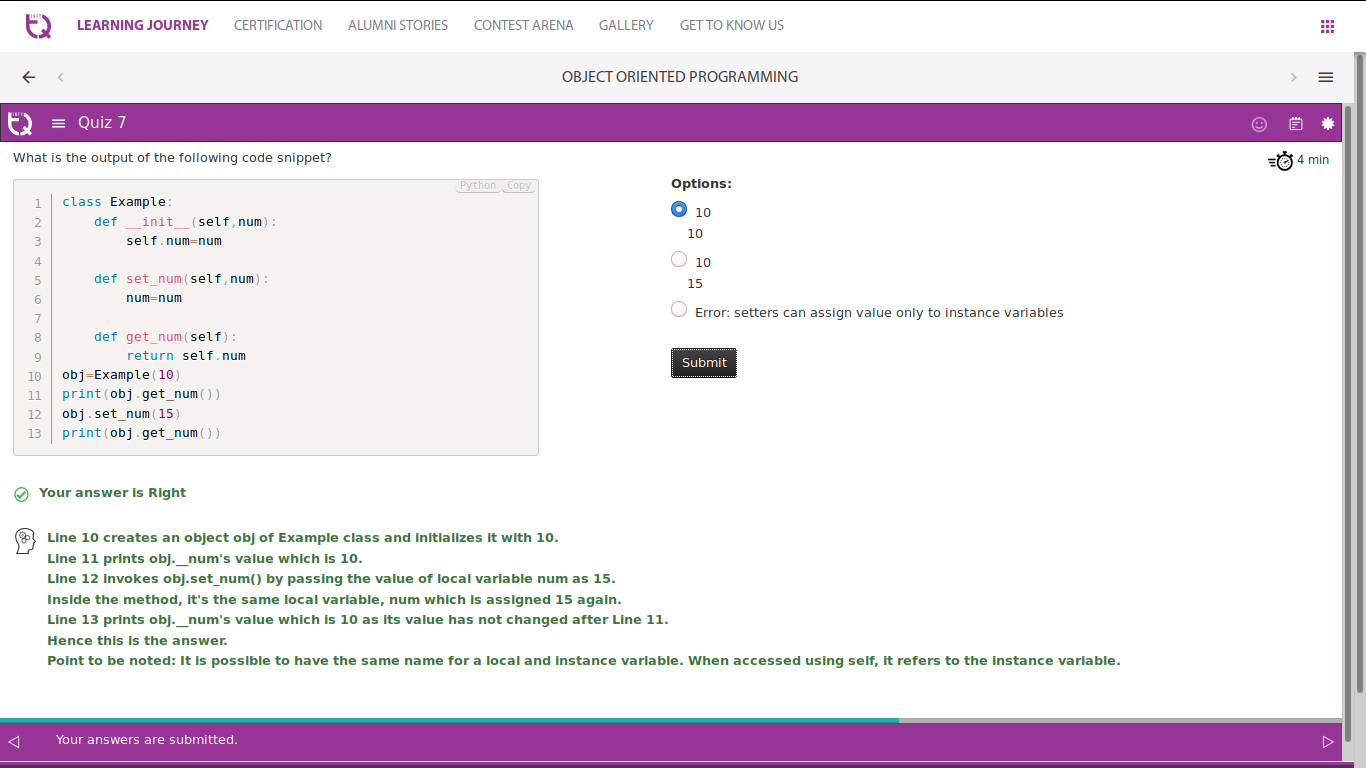 LEARNING JOURNEY CERTIFICATION ALUMNI STORIES CONTEST ARENA GALLERY GET TO KNOW US
OBJECT ORIENTED PROGRAMMING
Quiz 7
What is the output of the following code snippet?
4 min
Python Copy
1 class Example:
2     def __init__(self,num):
3         self.num=num
4
5     def set_num(self,num):
6         num=num
7
8     def get_num(self):
9         return self.num
10 obj=Example(10)
11 print(obj.get_num())
12 obj.set_num(15)
13 print(obj.get_num())
Options:
10
10
10
15
Error: setters can assign value only to instance variables
Submit
Your answer is Right
Line 10 creates an object obj of Example class and initializes it with 10.
Line 11 prints obj.__num's value which is 10.
Line 12 invokes obj.set_num() by passing the value of local variable num as 15.
Inside the method, it's the same local variable, num which is assigned 15 again.
Line 13 prints obj.__num's value which is 10 as its value has not changed after Line 11.
Hence this is the answer.
Point to be noted: It is possible to have the same name for a local and instance variable. When accessed using self, it refers to the instance variable.
Your answers are submitted.